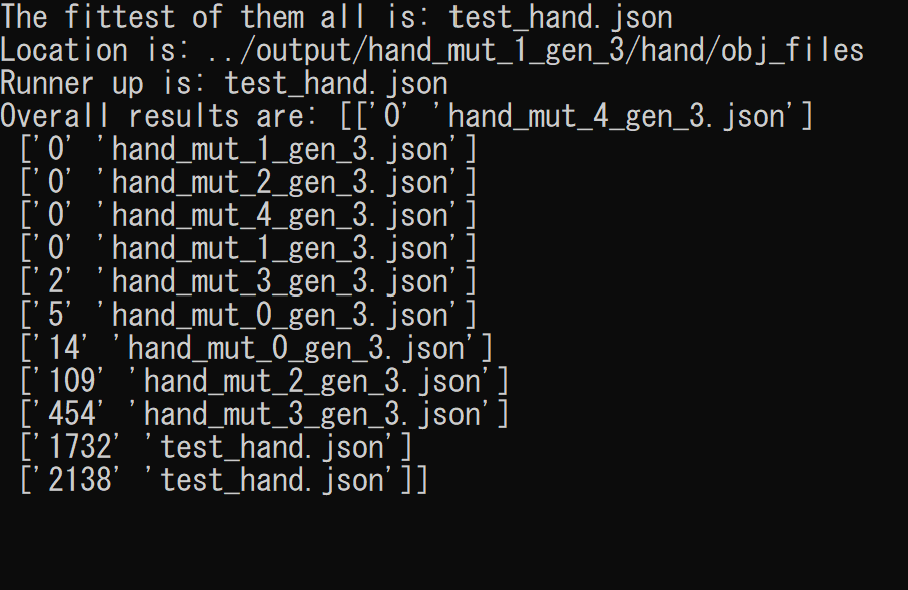 The fittest of them all is: test_hand.json
Location is: ../output/hand_mut_1_gen_3/hand/obj_files
Runner up is: test_hand.json
Overall results are: [['0' 'hand_mut_4_gen_3.json']
 ['0' 'hand_mut_1_gen_3.json']
 ['0' 'hand_mut_2_gen_3.json']
 ['0' 'hand_mut_4_gen_3.json']
 ['0' 'hand_mut_1_gen_3.json']
 ['2' 'hand_mut_3_gen_3.json']
 ['5' 'hand_mut_0_gen_3.json']
 ['14' 'hand_mut_0_gen_3.json']
 ['109' 'hand_mut_2_gen_3.json']
 ['454' 'hand_mut_3_gen_3.json']
 ['1732' 'test_hand.json']
 ['2138' 'test_hand.json']]